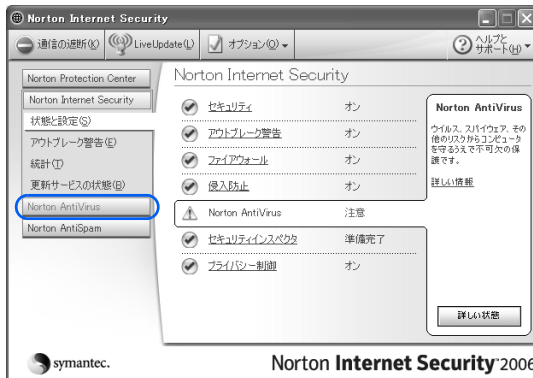 Norton Internet Security
通信の遮断(K)
LiveUpdate(L)
オプション(O)
ヘルプと
サポート(H)
Norton Protection Center
Norton Internet Security
状態と設定(S)
アウトブレーク警告(E)
統計(T)
更新サービスの状態(B)
Norton AntiVirus
Norton AntiSpam
Norton Internet Security
セキュリティ オン
アウトブレーク警告 オン
ファイアウォール オン
侵入防止 オン
Norton AntiVirus 注意
セキュリティインスペクタ 準備完了
プライバシー制御 オン
Norton AntiVirus
ウイルス、スパイウェア、その
他のリスクからコンピュータ
を守るうえで不可欠の保
護です。
詳しい情報
詳しい状態
symantec.
Norton Internet Security 2006